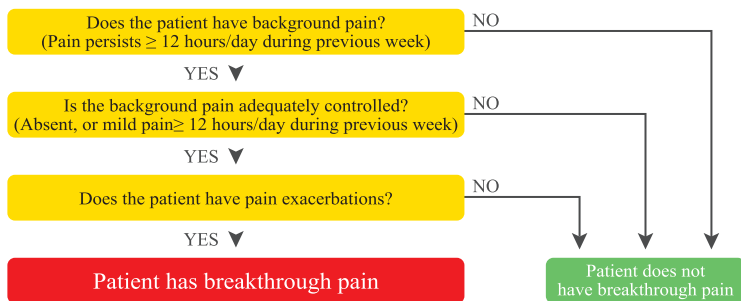 Does the patient have background pain?
(Pain persists ≥ 12 hours/day during previous week)
NO
YES
Is the background pain adequately controlled?
(Absent, or mild pain≥ 12 hours/day during previous week)
NO
YES
Does the patient have pain exacerbations?
NO
YES
Patient has breakthrough pain
Patient does not
have breakthrough pain